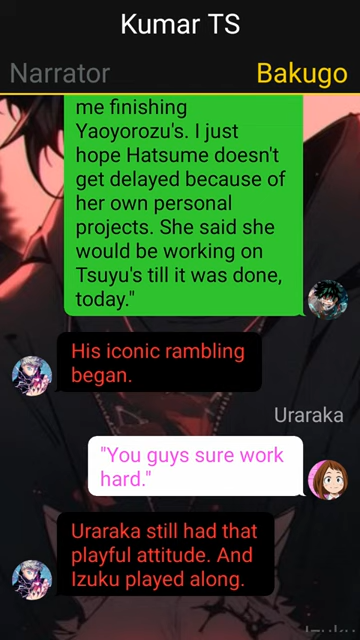 Kumar TS
Narrator
Bakugo
me finishing
Yaoyorozu's. I just
hope Hatsume doesn't
get delayed because of
her own personal
projects. She said she
would be working on
Tsuyu's till it was done,
today."
His iconic rambling
began.
Uraraka
"You guys sure work
hard."
Uraraka still had that
playful attitude. And
Izuku played along.